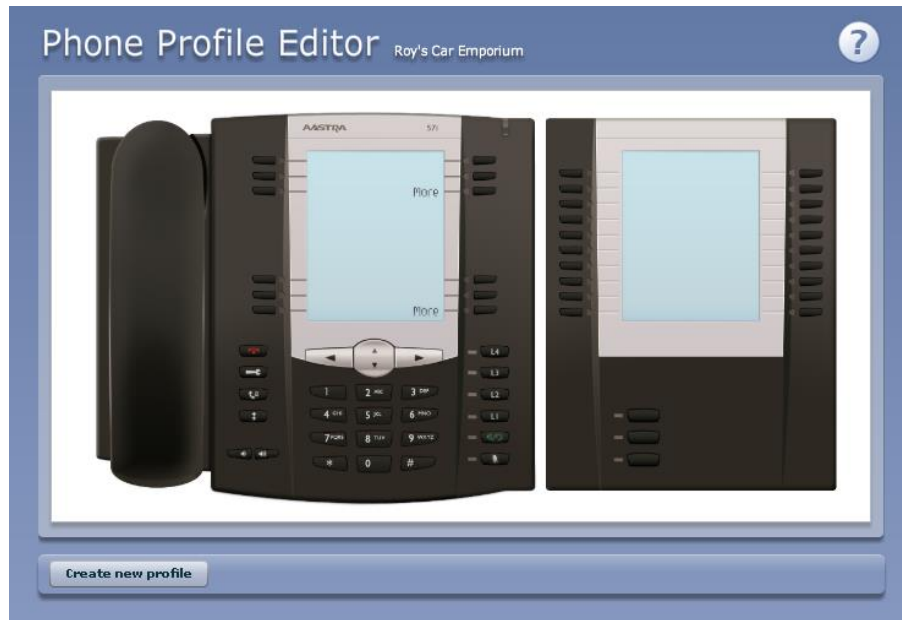 Phone Profile Editor Roy's Car Emporium ?
AASTRA 57i
More
More
L4
L3
L2
L1
1 2 ABC 3 DEF
4 GHI 5 JKL 6 MNO
7 PQRS 8 TUV 9 WXYZ
* 0 #
Create new profile